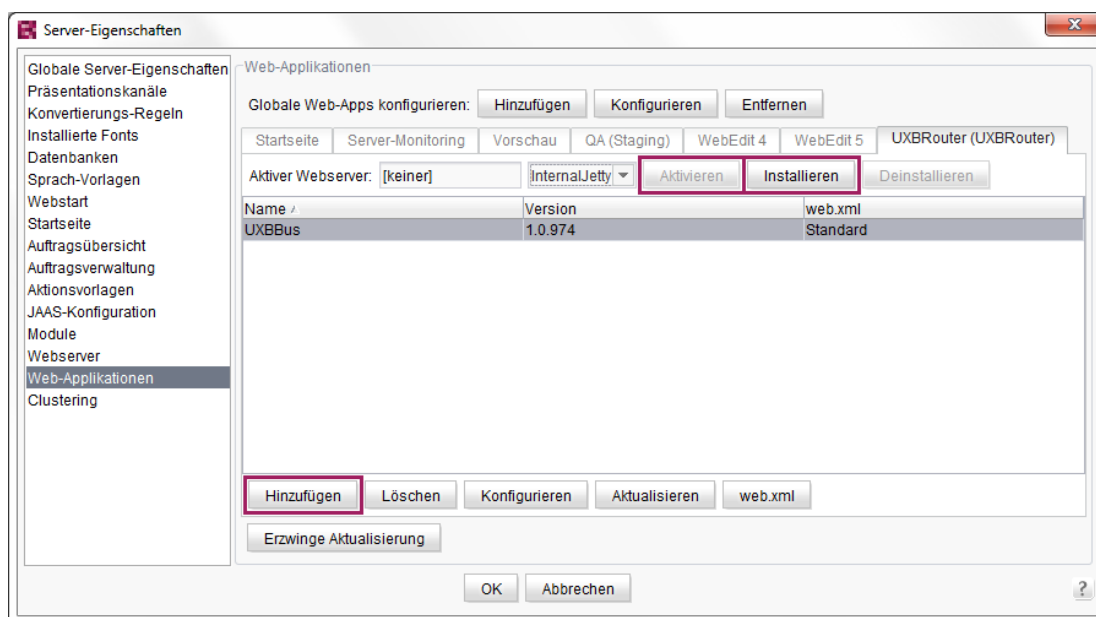 Server-Eigenschaften
Globale Server-Eigenschaften
Präsentationskanäle
Konvertierungs-Regeln
Installierte Fonts
Datenbanken
Sprach-Vorlagen
Webstart
Startseite
Auftragsübersicht
Auftragsverwaltung
Aktionsvorlagen
JAAS-Konfiguration
Module
Webserver
Web-Applikationen
Clustering
Web-Applikationen
Globale Web-Apps konfigurieren: Hinzufügen Konfigurieren Entfernen
Startseite Server-Monitoring Vorschau QA (Staging) WebEdit 4 WebEdit 5 UXBRouter (UXBRouter)
Aktiver Webserver: [keiner] InternalJetty Aktivieren Installieren Deinstallieren
Name Version web.xml
UXBBus 1.0.974 Standard
Hinzufügen Löschen Konfigurieren Aktualisieren web.xml
Erzwinge Aktualisierung
OK Abbrechen ?